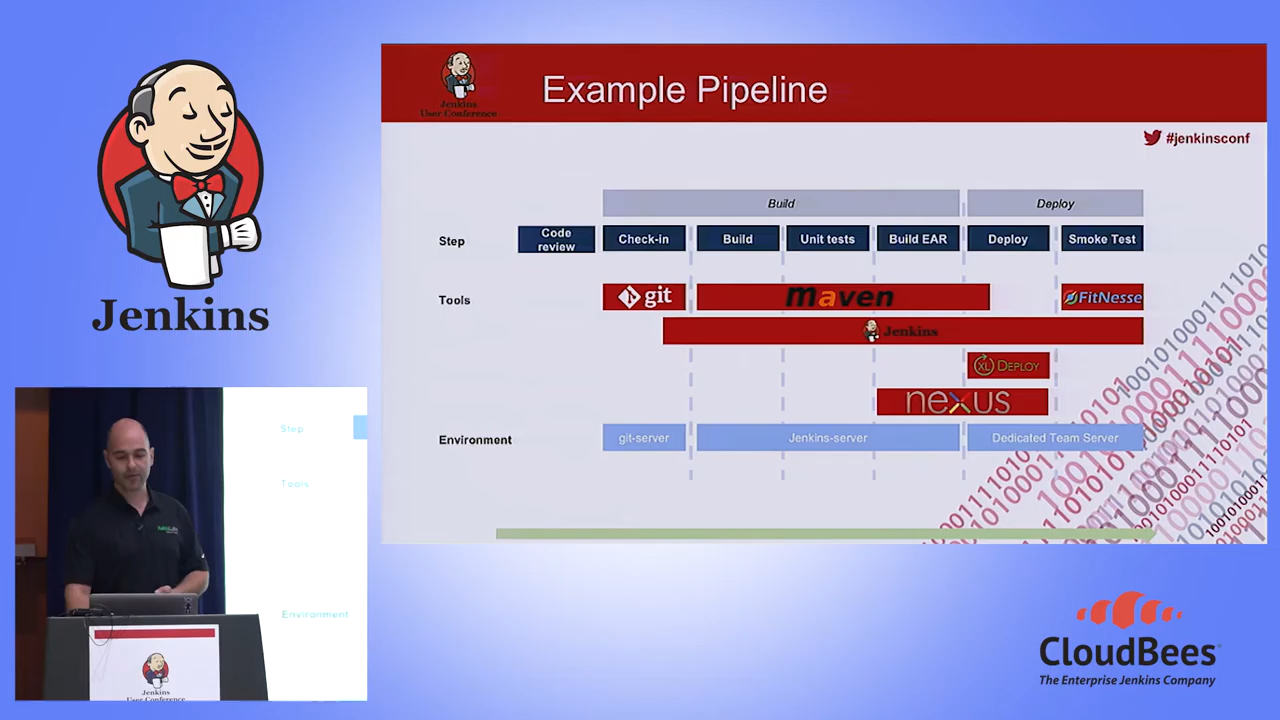 Jenkins
Jenkins
User Conference
Example Pipeline
#jenkinsconf
Build
Deploy
Step
Code
review
Check-in
Build
Unit tests
Build EAR
Deploy
Smoke Test
Tools
git
maven
FitNesse
Jenkins
XL DEPLOY
nexus
Environment
git-server
Jenkins-server
Dedicated Team Server
Step
Tools
Environment
Jenkins
User Conference
CloudBees
The Enterprise Jenkins Company